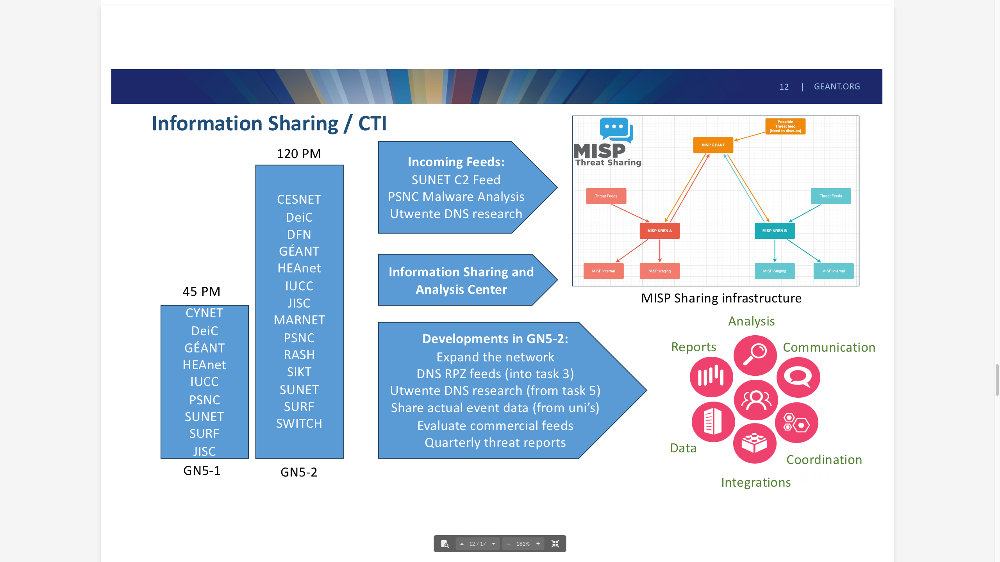 12 | GEANT.ORG
Information Sharing / CTI
45 PM
CYNET
DeiC
GÉANT
HEAnet
IUCC
PSNC
SUNET
SURF
JISC
GN5-1
120 PM
CESNET
DeiC
DFN
GÉANT
HEAnet
IUCC
JISC
MARNET
PSNC
RASH
SIKT
SUNET
SURF
SWITCH
GN5-2
Incoming Feeds:
SUNET C2 Feed
PSNC Malware Analysis
Utwente DNS research
Information Sharing and
Analysis Center
Developments in GN5-2:
Expand the network
DNS RPZ feeds (into task 3)
Utwente DNS research (from task 5)
Share actual event data (from uni’s)
Evaluate commercial feeds
Quarterly threat reports
MISP
Threat Sharing
Possible
Threat feed
[Need to discuss]
MISP GEANT
Threat Feeds
Threat Feeds
MISP NREN A
MISP NREN B
MISP Internal
MISP staging
MISP Staging
MISP internal
MISP Sharing infrastructure
Analysis
Reports
Communication
Data
Coordination
Integrations
12 / 17
181%